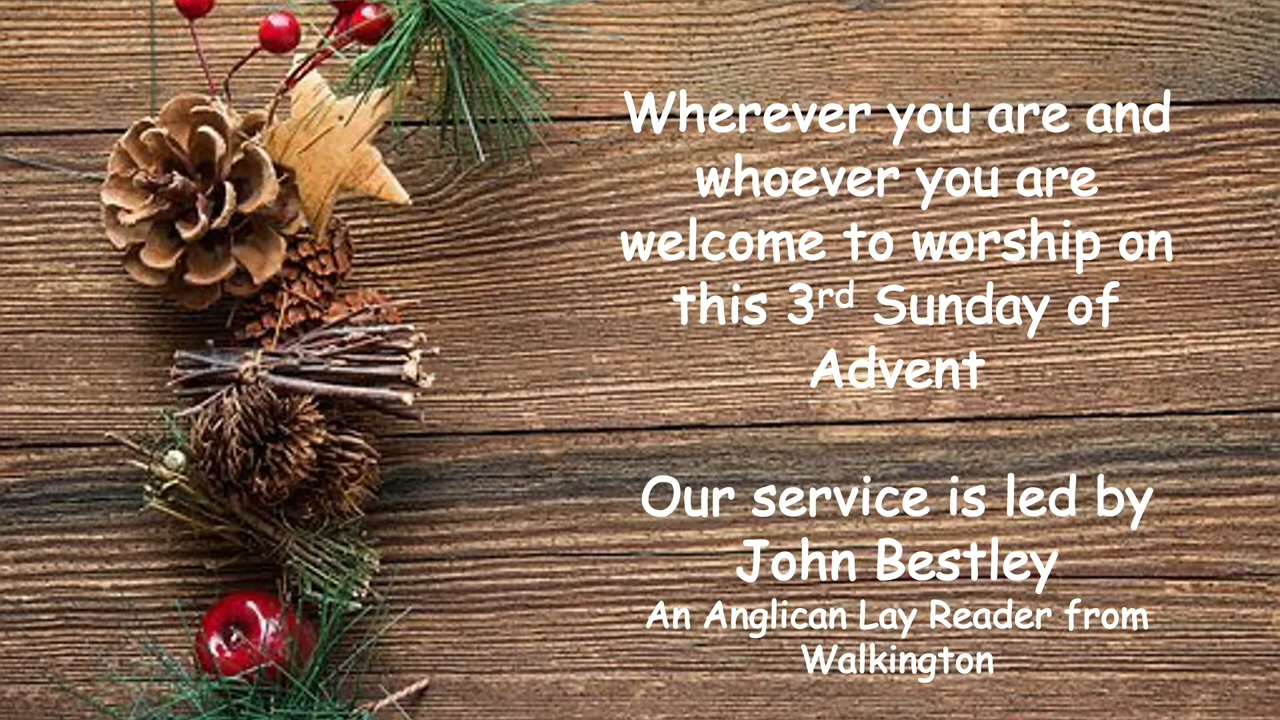 Wherever you are and
whoever you are
welcome to worship on
this 3rd Sunday of
Advent
Our service is led by
John Bestley
An Anglican Lay Reader from
Walkington